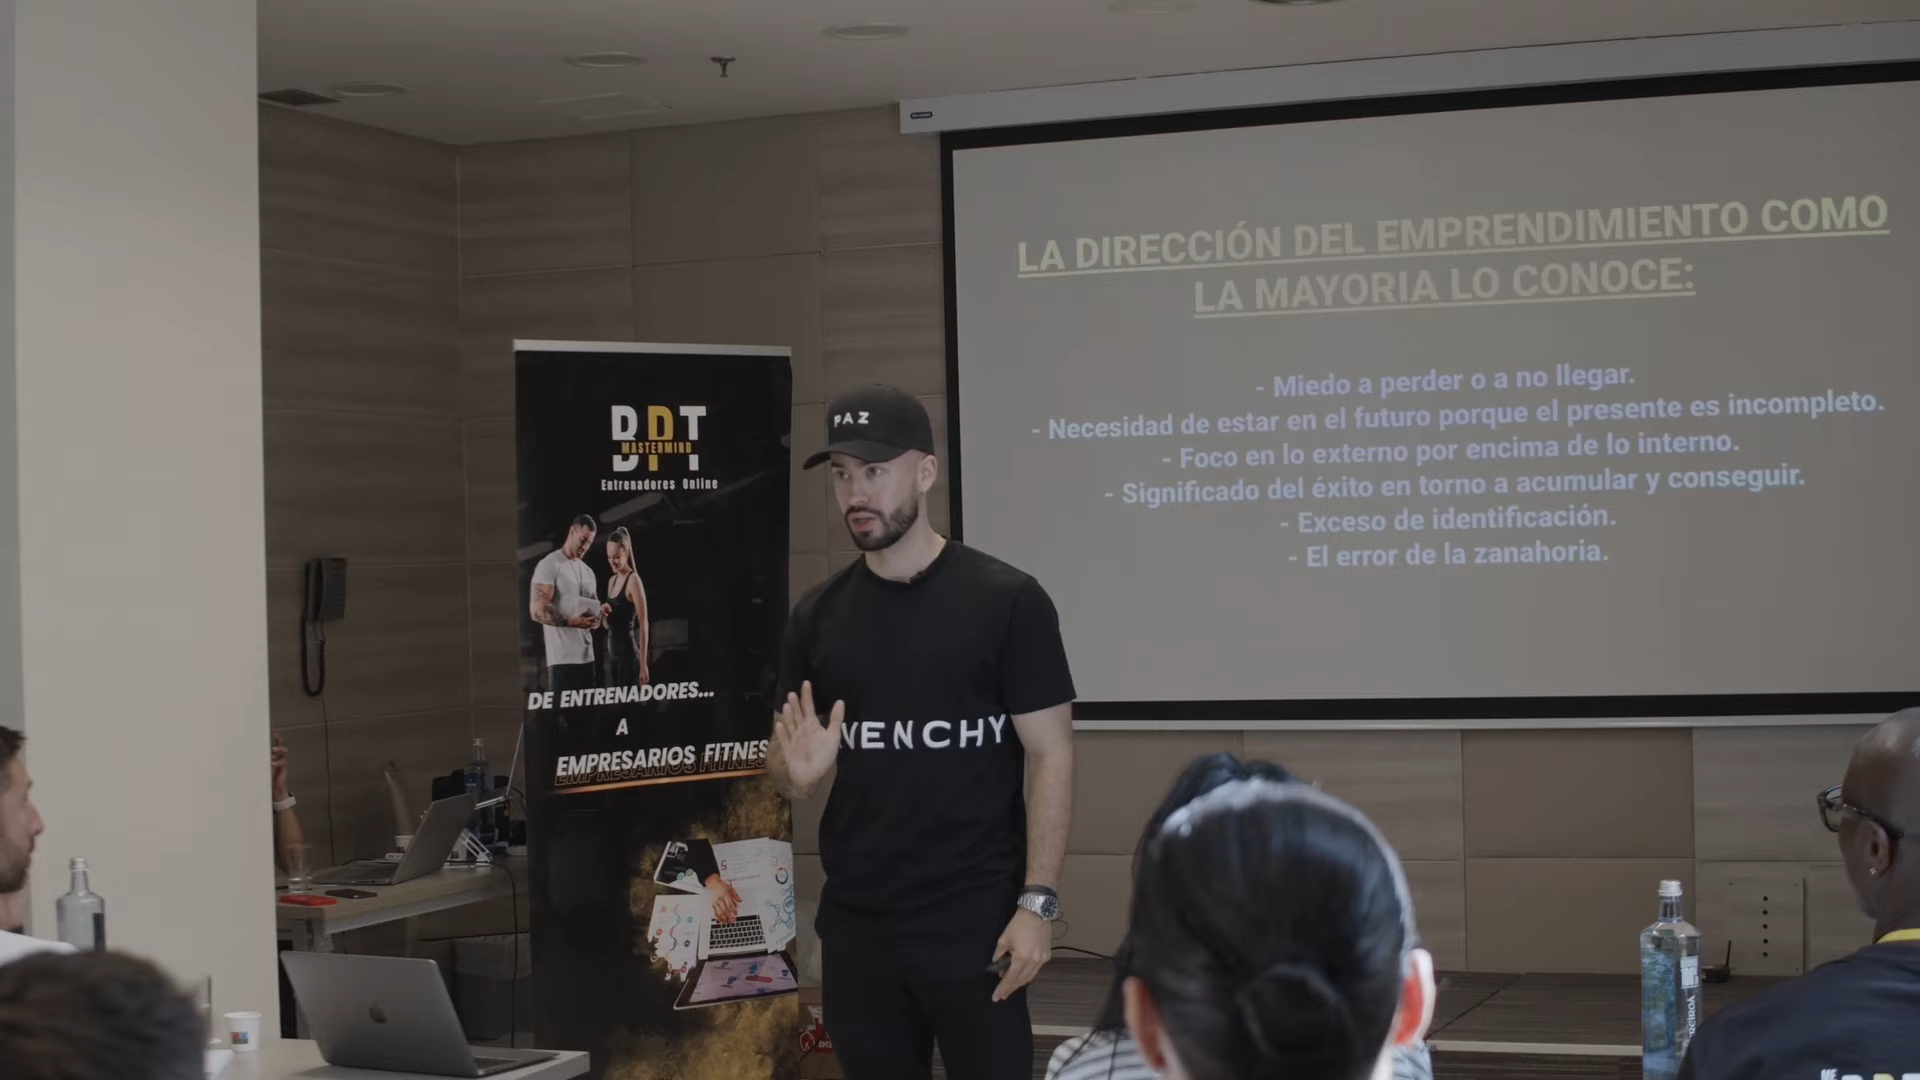 LA DIRECCIÓN DEL EMPRENDIMIENTO COMO
LA MAYORIA LO CONOCE:
- Miedo a perder o a no llegar.
- Necesidad de estar en el futuro porque el presente es incompleto.
- Foco en lo externo por encima de lo interno.
- Significado del éxito en torno a acumular y conseguir.
- Exceso de identificación.
- El error de la zanahoria.
BPT
MASTERMIND
Entrenadores Online
DE ENTRENADORES...
A
EMPRESARIOS FITNES
PAZ
VENCHY